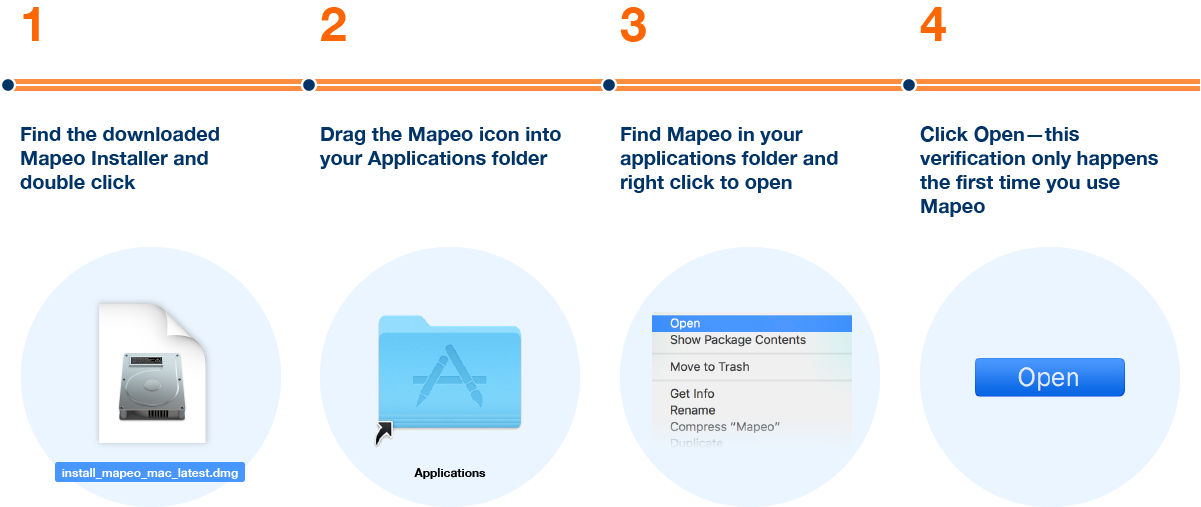 1
2
3
4
Find the downloaded
Mapeo Installer and
double click
Drag the Mapeo icon into
your Applications folder
Find Mapeo in your
applications folder and
right click to open
Click Open—this
verification only happens
the first time you use
Mapeo
install_mapeo_mac_latest.dmg
Applications
Open
Show Package Contents
Move to Trash
Get Info
Rename
Compress “Mapeo”
Duplicate
Open